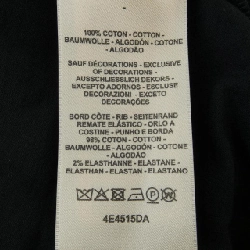 100% COTON - COTTON -
BAUMWOLLE - ALGODÓN - COTONE
- ALGODÃO
SAUF DÉCORATIONS - EXCLUSIVE
OF DECORATIONS -
AUSSCHLIESSLICH DEKORS -
EXCEPTO ADORNOS - ESCLUSE
DECORAZIONI - EXCETO
DECORAÇÕES
BORD CÔTE - RIB - SEITENRAND
REMATE ELÁSTICO - ORLO A
COSTINE - PUNHO E BORDA
98% COTON - COTTON -
BAUMWOLLE - ALGODÓN - COTONE
- ALGODÃO
2% ELASTHANNE - ELASTANE -
ELASTHAN - ELASTAN - ELASTANE -
ELASTANO
4E4515DA